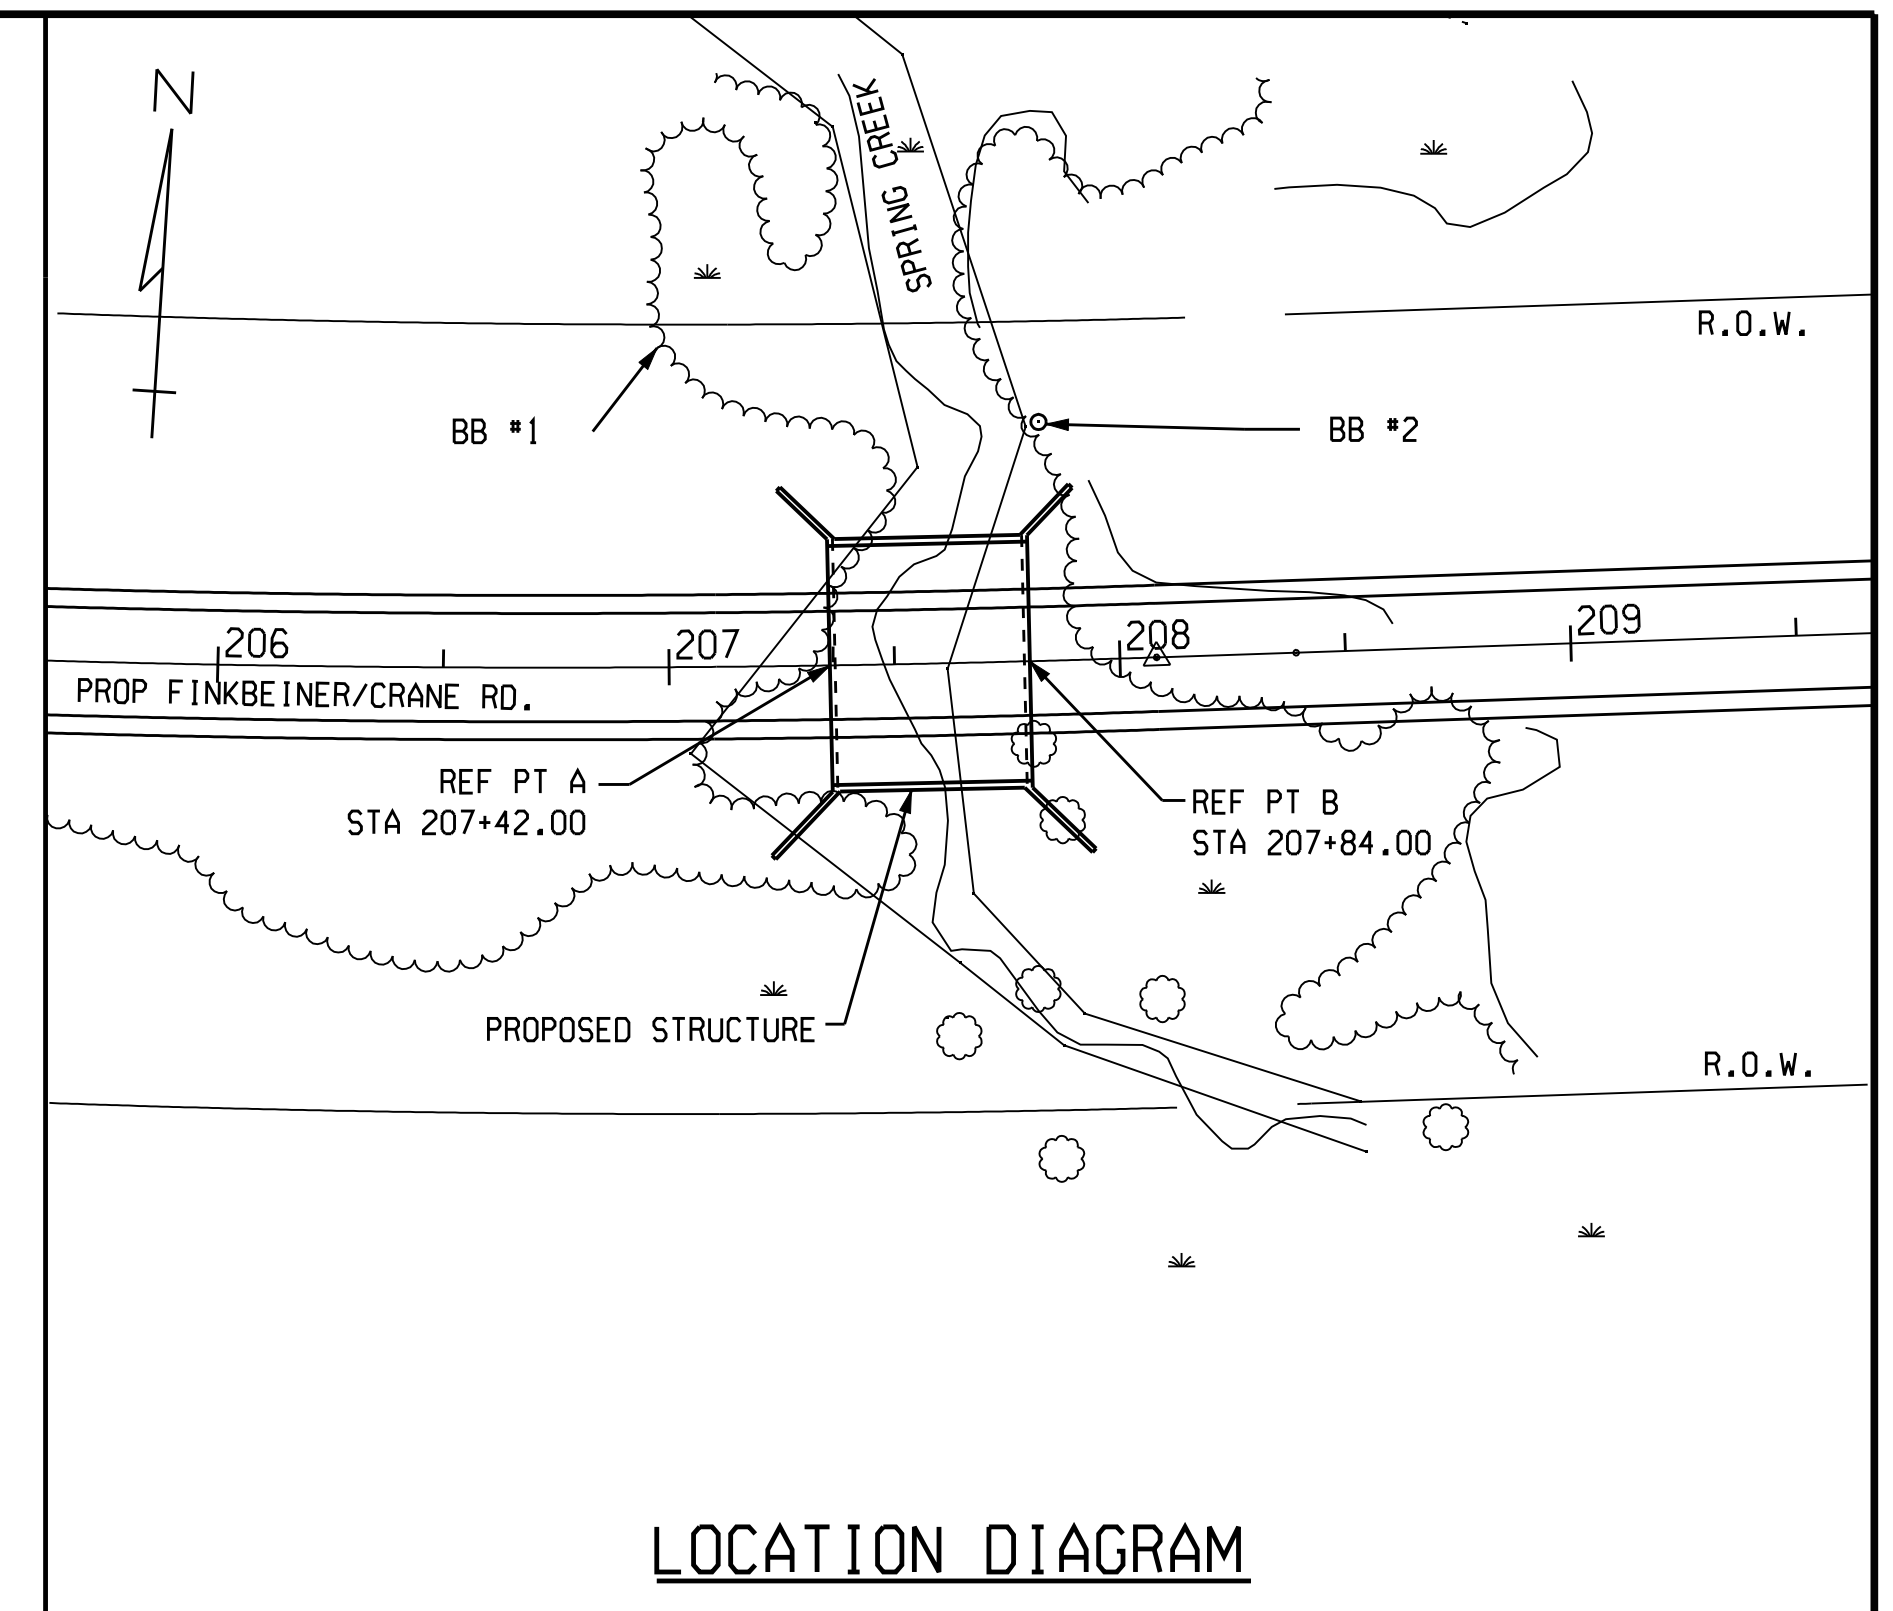 N
SPRING CREEK
R.O.W.
BB #1
BB #2
206
207
208
209
PROP FINKBEINER/CRANE RD.
REF PT A
STA 207+42.00
REF PT B
STA 207+84.00
PROPOSED STRUCTURE
R.O.W.
LOCATION DIAGRAM